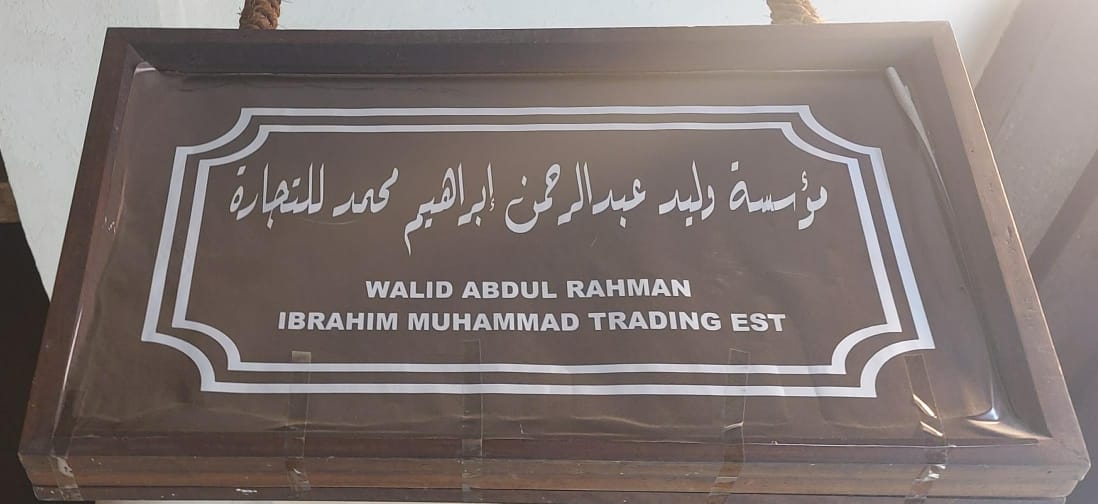 مؤسسة وليد عبدالرحمن إبراهيم محمد للتجارة
WALID ABDUL RAHMAN
IBRAHIM MUHAMMAD TRADING EST